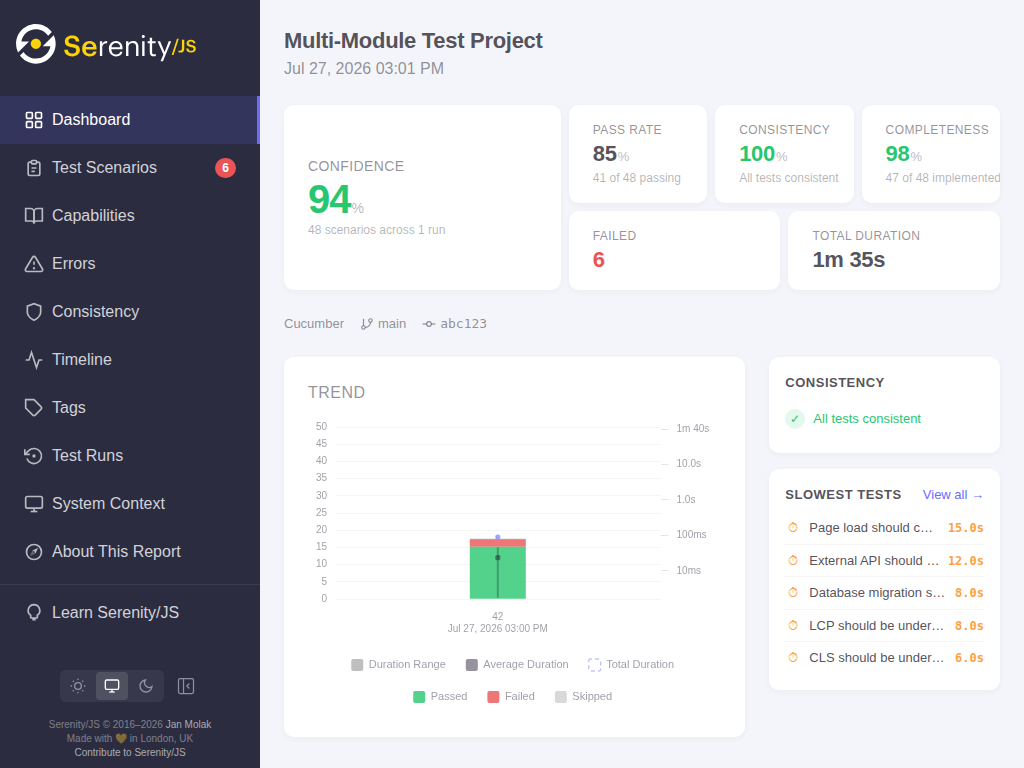 Serenity/JS
Dashboard
Test Scenarios 6
Capabilities
Errors
Consistency
Timeline
Tags
Test Runs
System Context
About This Report
Learn Serenity/JS
Serenity/JS © 2016–2026 Jan Molak
Made with 💛 in London, UK
Contribute to Serenity/JS
Multi-Module Test Project
Jul 27, 2026 03:01 PM
CONFIDENCE
94%
48 scenarios across 1 run
PASS RATE
85%
41 of 48 passing
CONSISTENCY
100%
All tests consistent
COMPLETENESS
98%
47 of 48 implemented
FAILED
6
TOTAL DURATION
1m 35s
Cucumber main abc123
TREND
50
45
40
35
30
25
20
15
10
5
0
1m 40s
10.0s
1.0s
100ms
10ms
42
Jul 27, 2026 03:00 PM
Duration Range Average Duration Total Duration
Passed Failed Skipped
CONSISTENCY
✓ All tests consistent
SLOWEST TESTS View all →
Page load should c… 15.0s
External API should … 12.0s
Database migration s… 8.0s
LCP should be under… 8.0s
CLS should be under… 6.0s